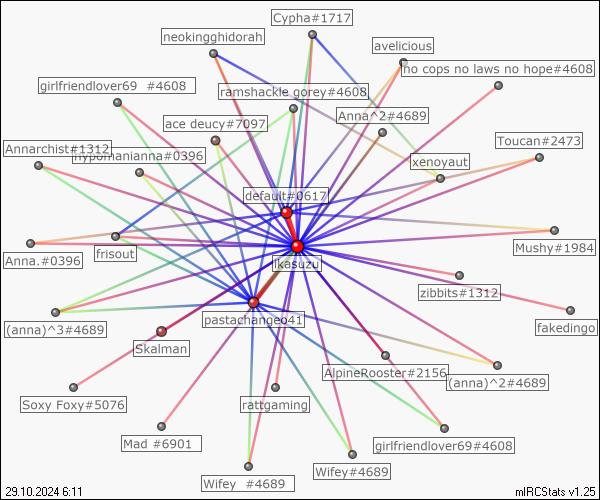 Cypha#1717
neokingghidorah
avelicious
no cops no laws no hope#4608
girlfriendlover69 #4608
ramshackle gorey#4608
Anna^2#4689
ace deucy#7097
Toucan#2473
Annarchist#1312
hypomanianna#0396
xenoyaut
default#0617
Mushy#1984
Anna.#0396
frisout
ikasuzu
zibbits#1312
pastachangeo41
fakedingo
(anna)^3#4689
Skalman
AlpineRooster#2156
(anna)^2#4689
Soxy Foxy#5076
rattgaming
Mad #6901
girlfriendlover69#4608
Wifey#4689
Wifey #4689
29.10.2024 6:11
mIRCStats v1.25